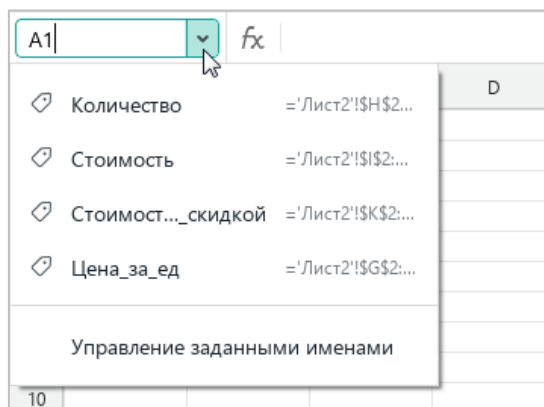 A1 fx
D
Количество ='Лист2'!$H$2...
Стоимость ='Лист2'!$I$2:...
Стоимост..._скидкой ='Лист2'!$K$2:...
Цена_за_ед ='Лист2'!$G$2:...
Управление заданными именами
10